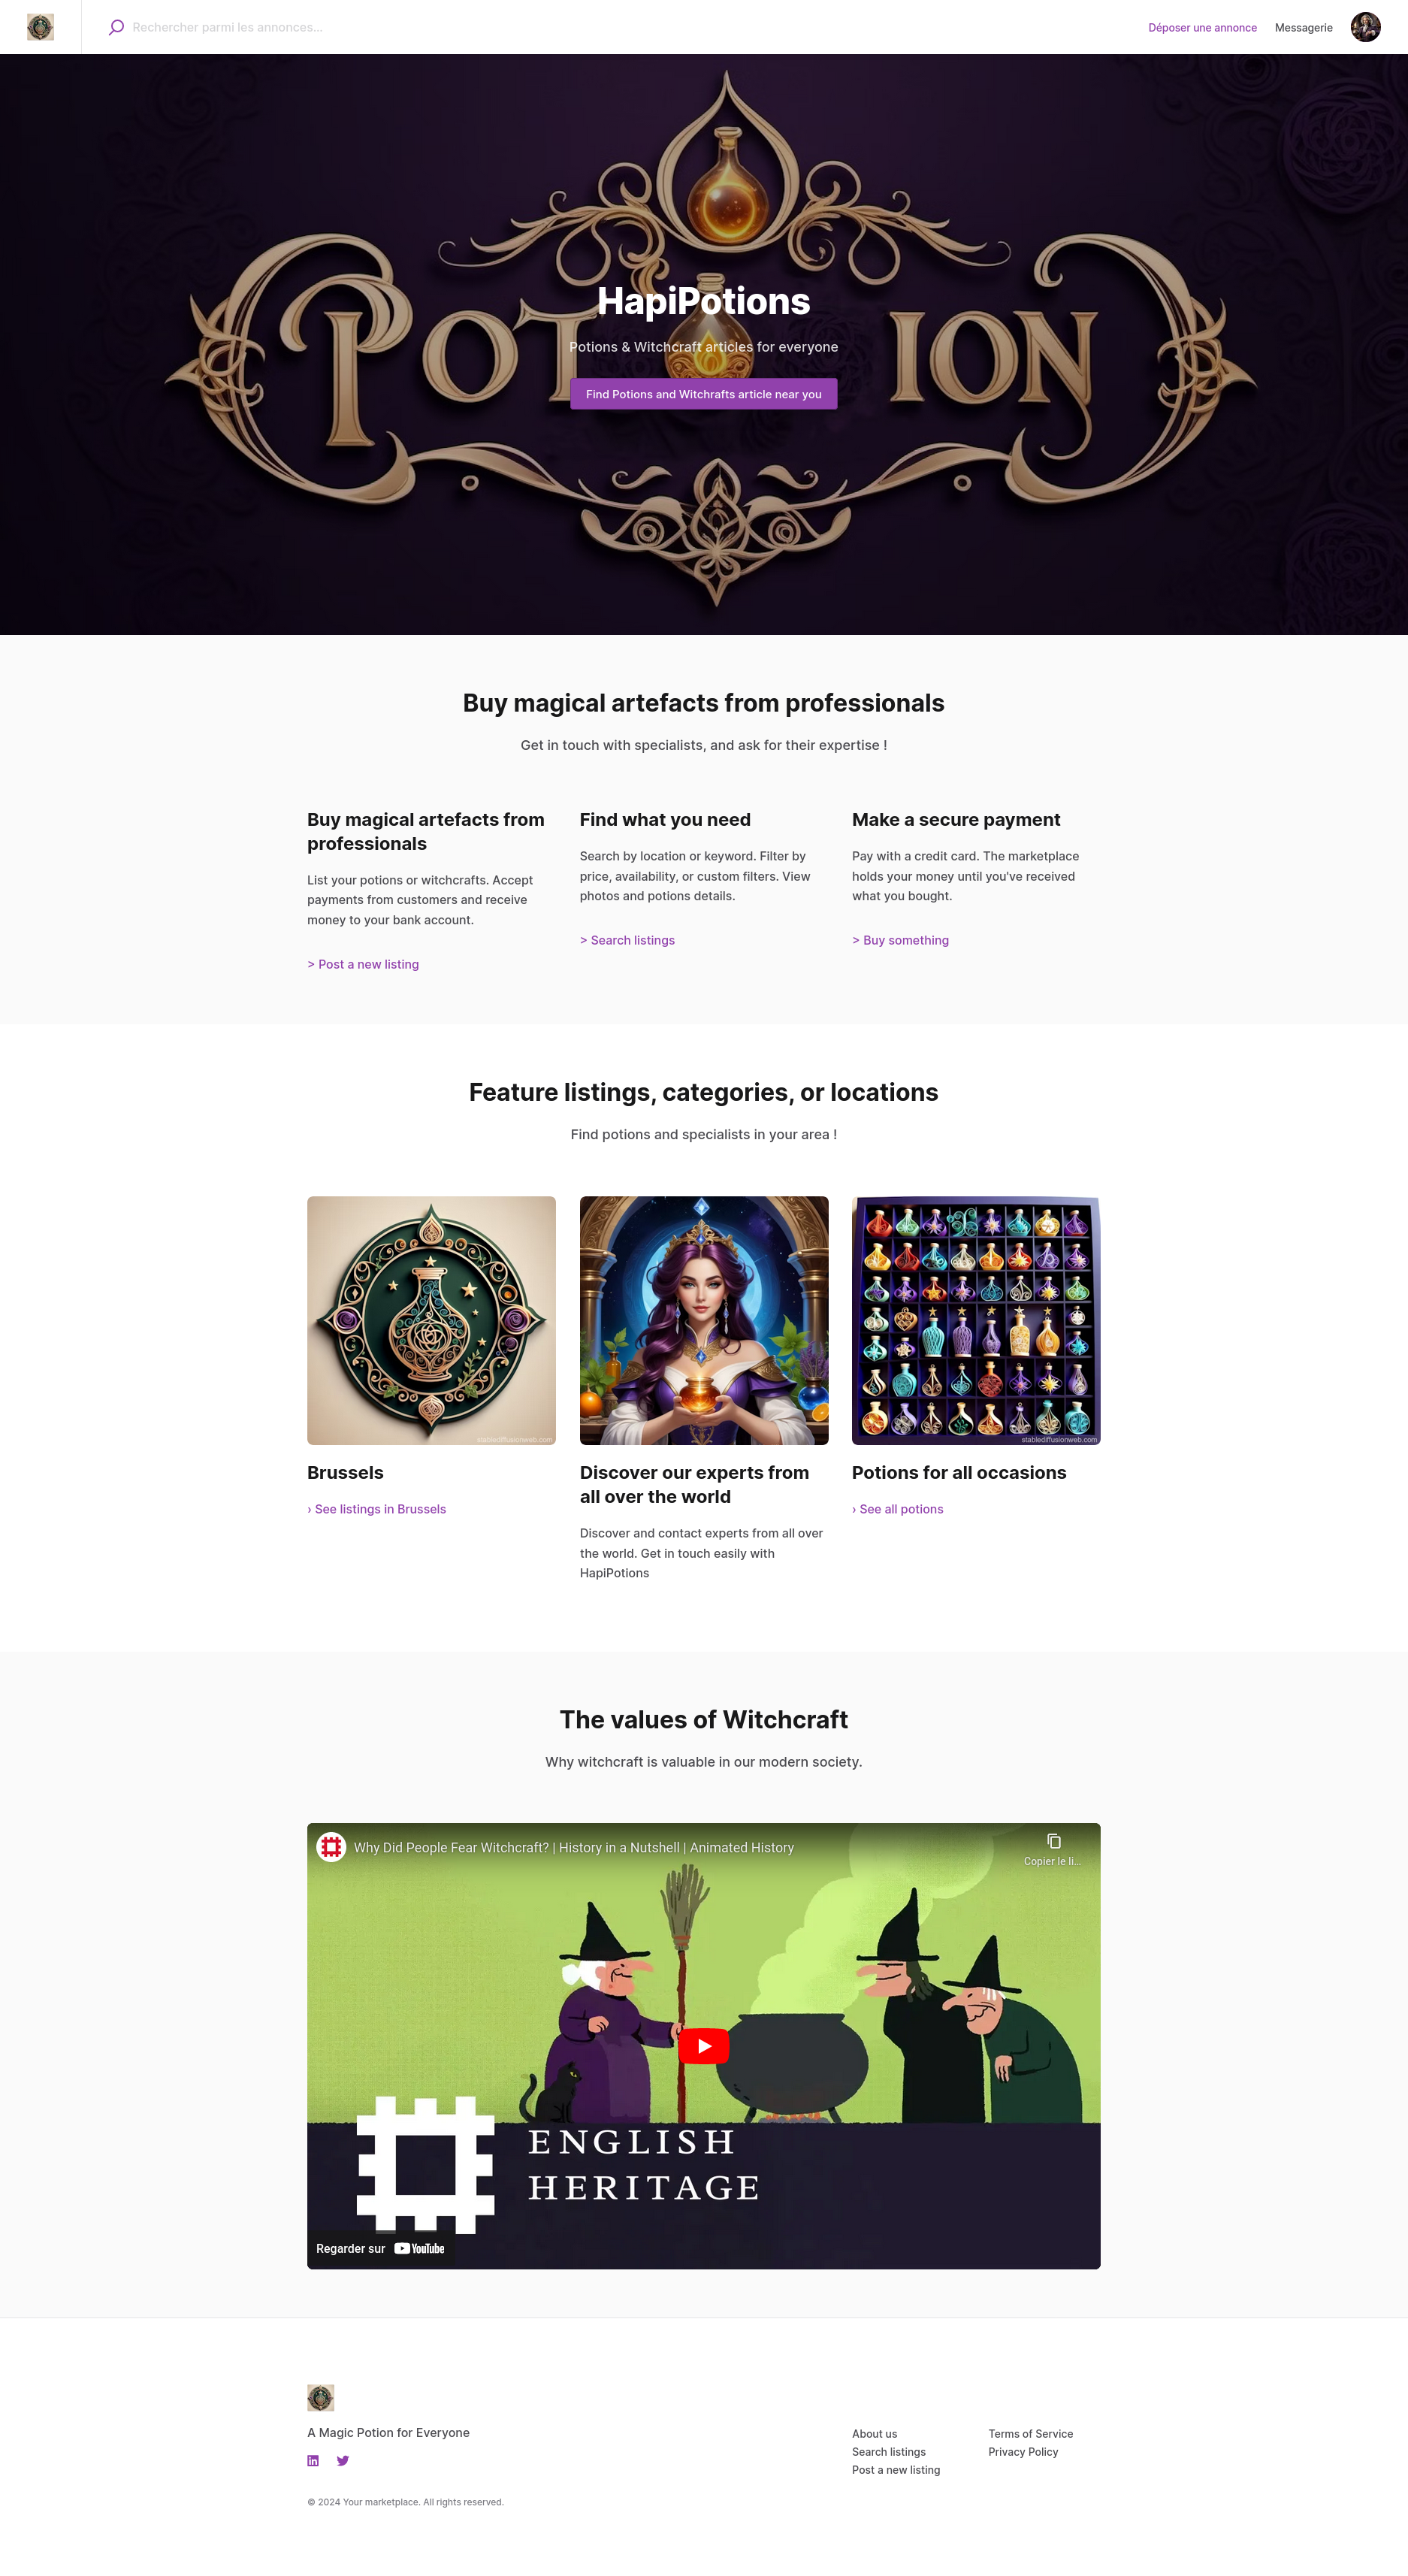 Rechercher parmi les annonces...
Déposer une annonce
Messagerie
POTION
HapiPotions
Potions & Witchcraft articles for everyone
Find Potions and Witchrafts article near you
Buy magical artefacts from professionals
Get in touch with specialists, and ask for their expertise !
Buy magical artefacts from
professionals
List your potions or witchcrafts. Accept
payments from customers and receive
money to your bank account.
> Post a new listing
Find what you need
Search by location or keyword. Filter by
price, availability, or custom filters. View
photos and potions details.
> Search listings
Make a secure payment
Pay with a credit card. The marketplace
holds your money until you've received
what you bought.
> Buy something
Feature listings, categories, or locations
Find potions and specialists in your area !
stablediffusionweb.com
stablediffusionweb.com
Brussels
› See listings in Brussels
Discover our experts from
all over the world
Discover and contact experts from all over
the world. Get in touch easily with
HapiPotions
Potions for all occasions
› See all potions
The values of Witchcraft
Why witchcraft is valuable in our modern society.
Why Did People Fear Witchcraft? | History in a Nutshell | Animated History
Copier le li...
ENGLISH
HERITAGE
Regarder sur YouTube
A Magic Potion for Everyone
© 2024 Your marketplace. All rights reserved.
About us
Search listings
Post a new listing
Terms of Service
Privacy Policy